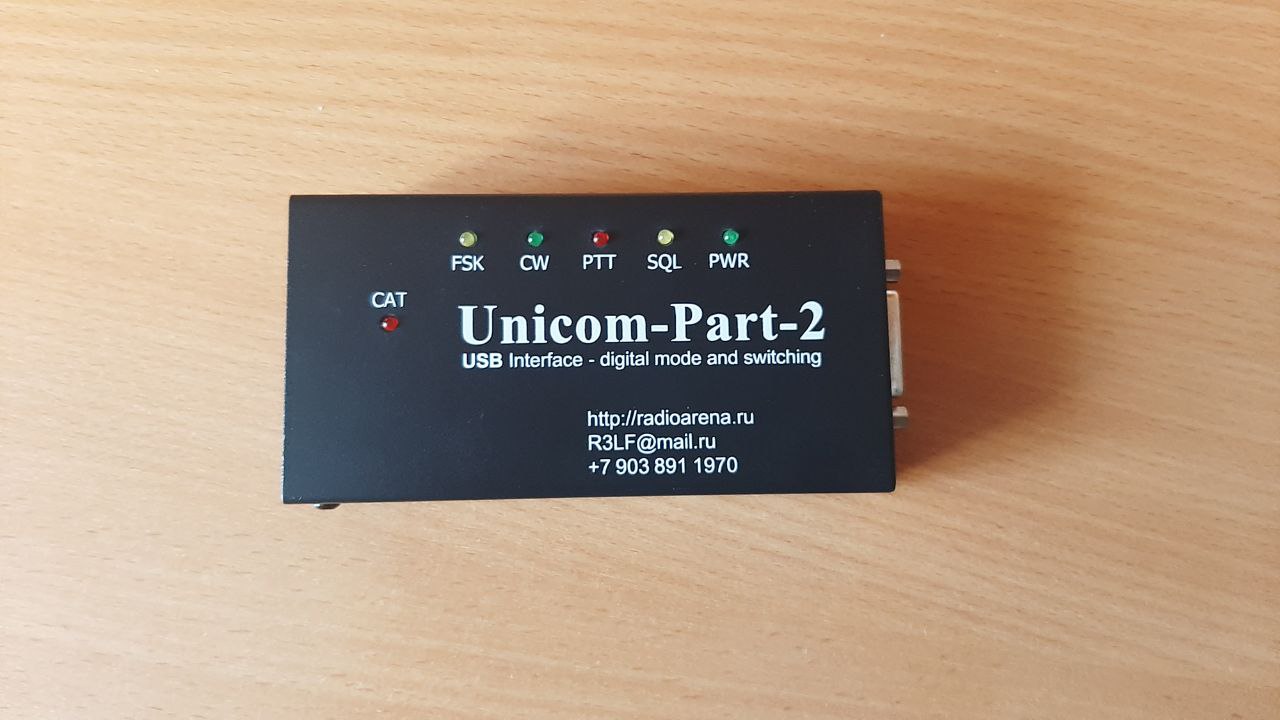 FSK CW PTT SQL PWR
CAT
Unicom-Part-2
USB Interface - digital mode and switching
http://radioarena.ru
R3LF@mail.ru
+7 903 891 1970